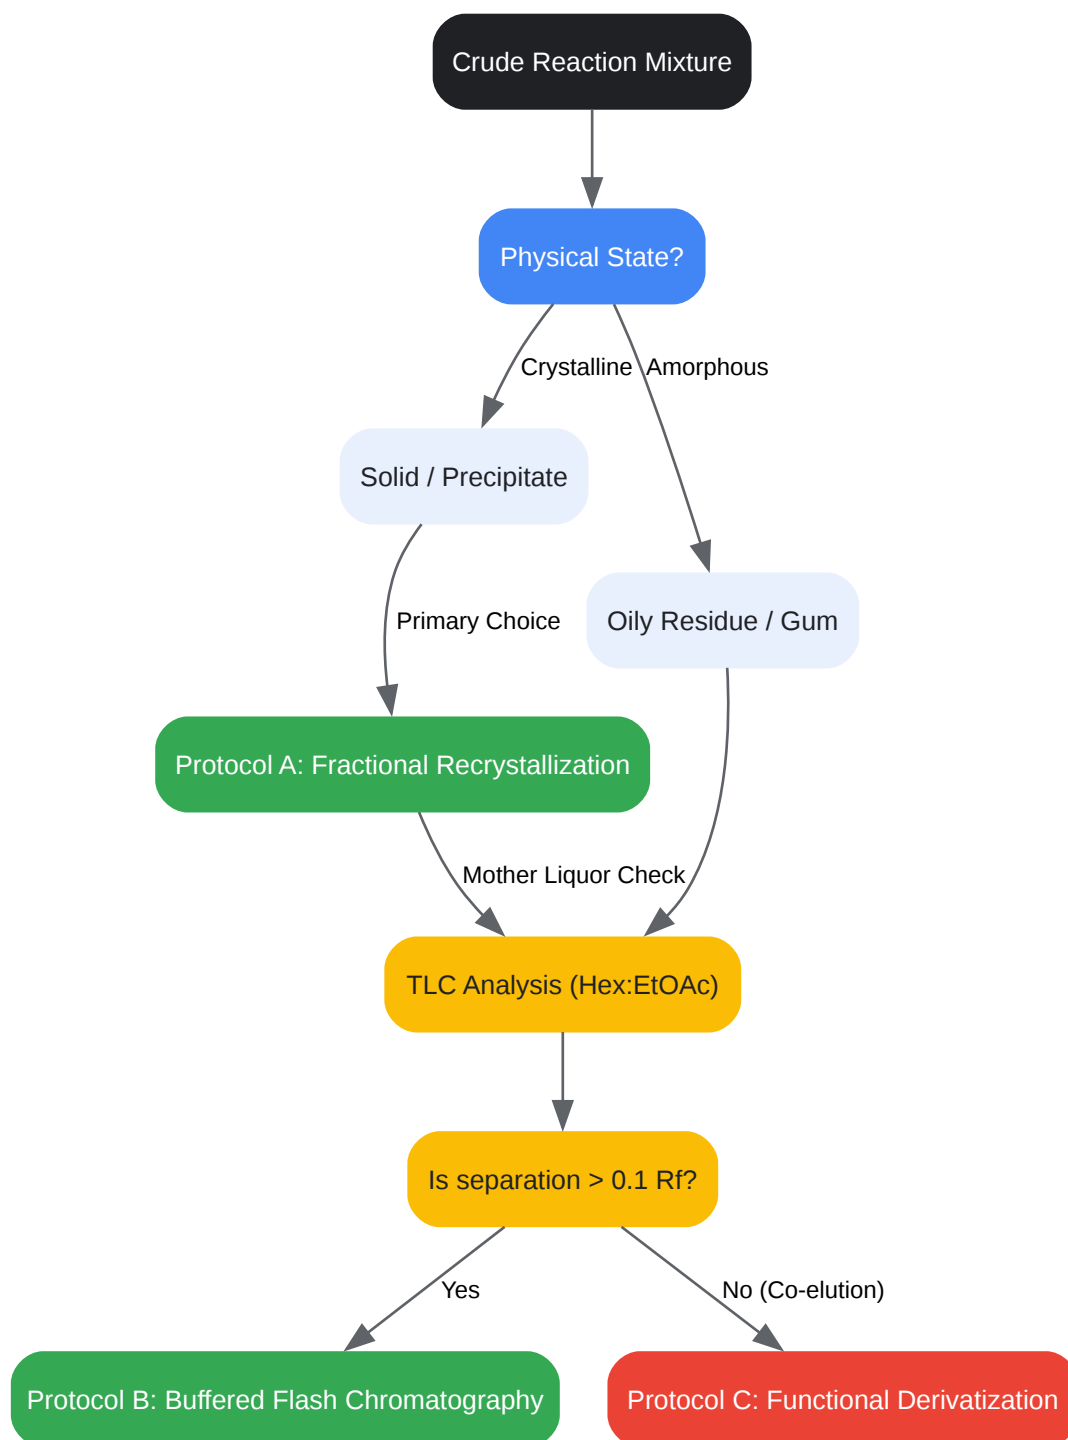 Crude Reaction Mixture
Physical State?
Crystalline
Amorphous
Solid / Precipitate
Oily Residue / Gum
Primary Choice
Protocol A: Fractional Recrystallization
Mother Liquor Check
TLC Analysis (Hex:EtOAc)
Is separation > 0.1 Rf?
Yes
No (Co-elution)
Protocol B: Buffered Flash Chromatography
Protocol C: Functional Derivatization